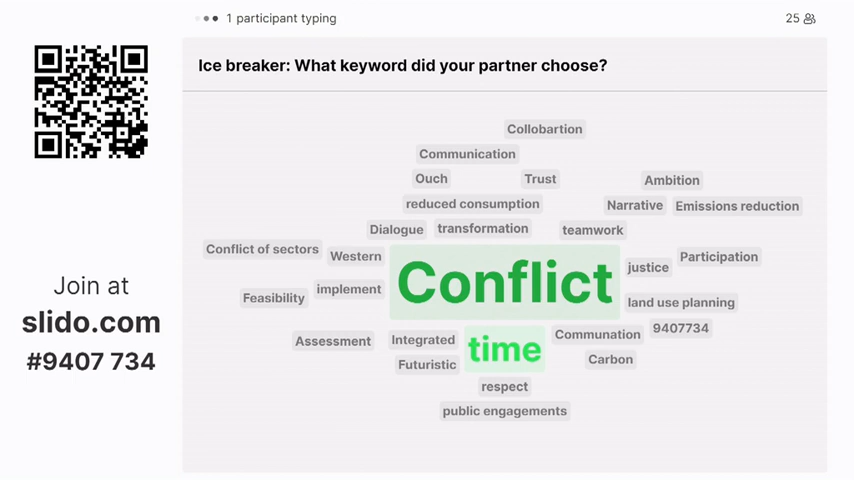 1 participant typing
25
Ice breaker: What keyword did your partner choose?
Collobartion
Communication
Ouch
Trust
Ambition
reduced consumption
Narrative
Emissions reduction
Dialogue
transformation
teamwork
Conflict of sectors
Western
Conflict
justice
Participation
Feasibility
implement
land use planning
Assessment
Integrated
time
Communation
9407734
Futuristic
Carbon
respect
public engagements
Join at
slido.com
#9407 734